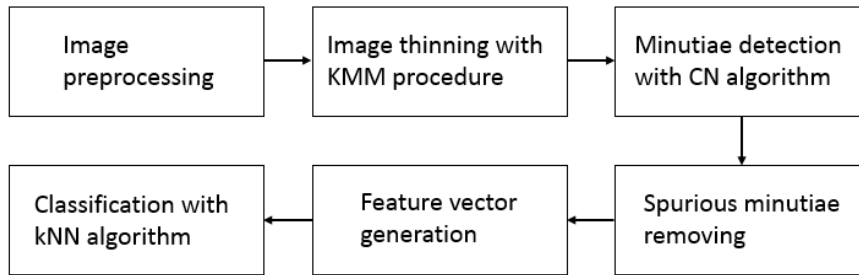 Image
preprocessing
Image thinning with
KMM procedure
Minutiae detection
with CN algorithm
Spurious minutiae
removing
Feature vector
generation
Classification with
kNN algorithm